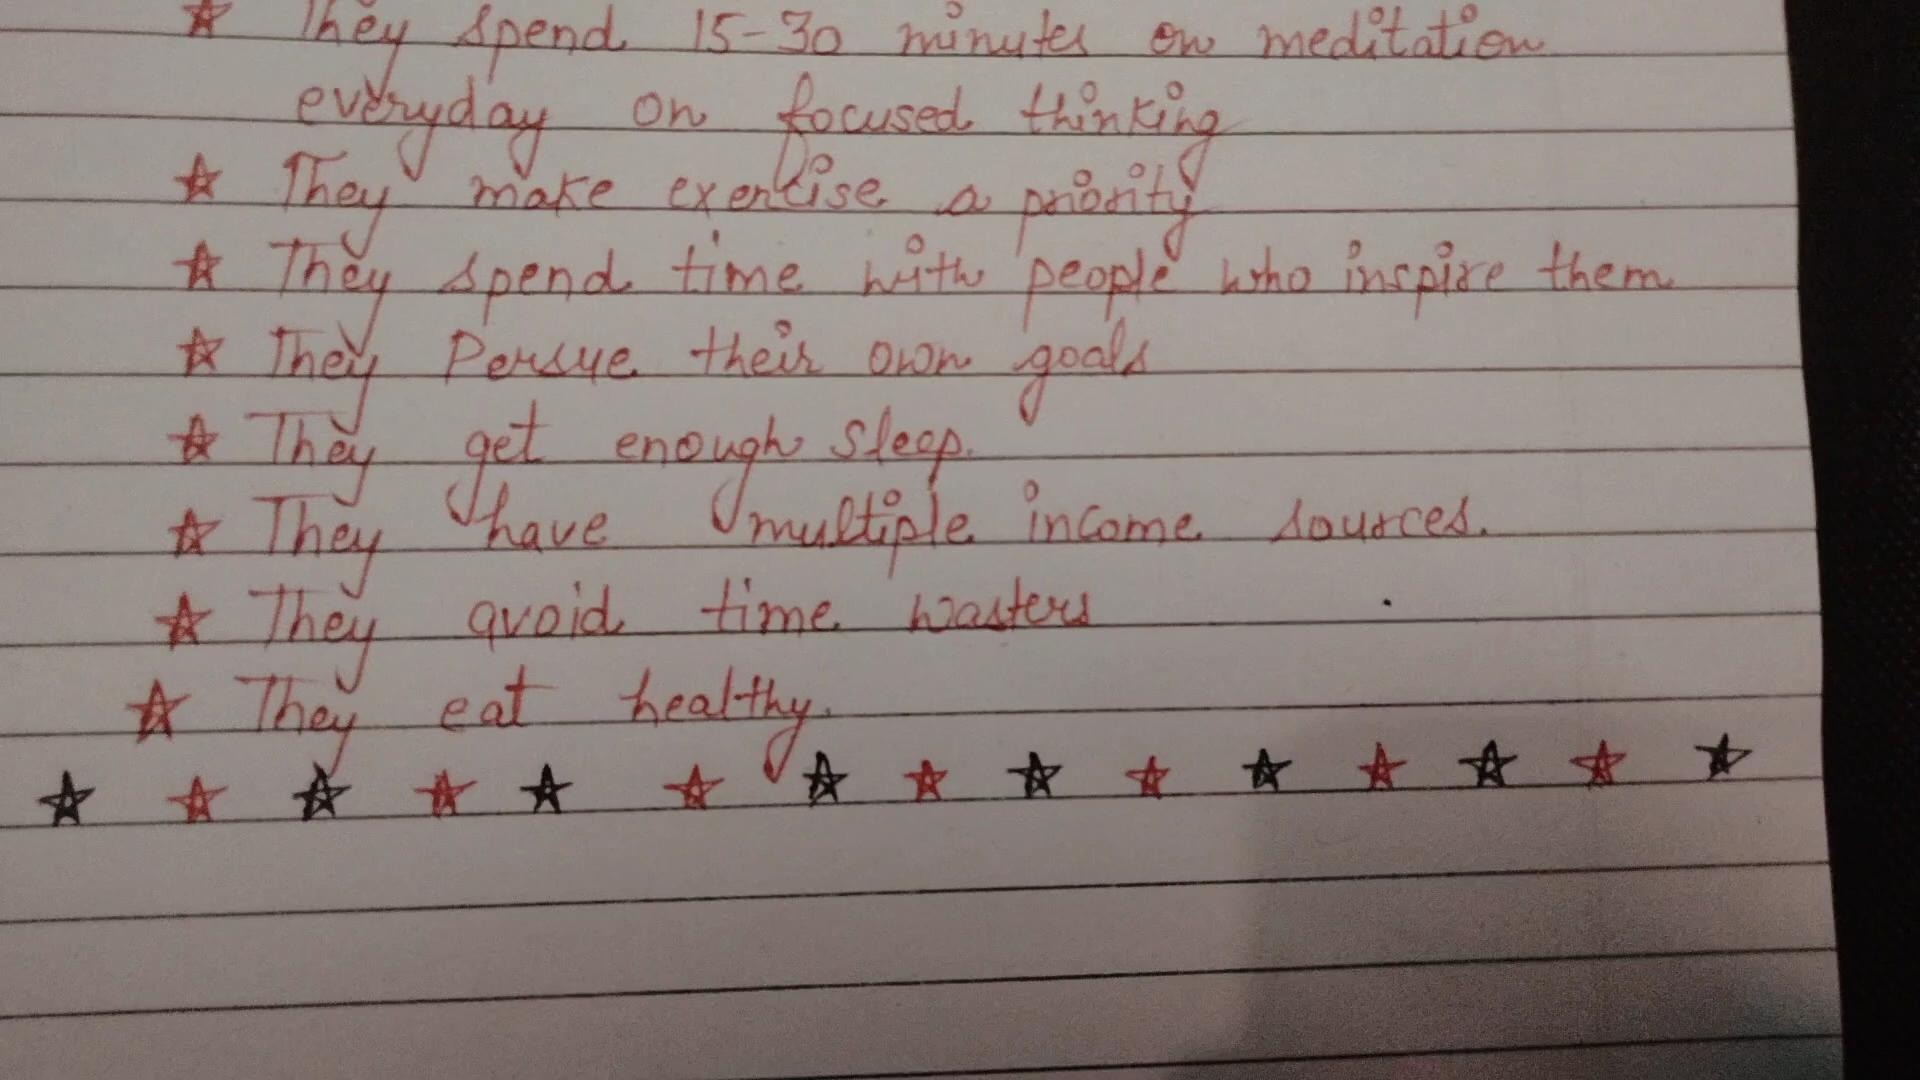 ☆ They spend 15-30 minutes on meditation
everyday on focused thinking
☆ They make exercise a priority
☆ They spend time with people who inspire them
☆ They Persue their own goals
☆ They get enough sleep.
☆ They have multiple income sources.
☆ They avoid time wasters
☆ They eat healthy.
☆ ☆ ☆ ☆ ☆ ☆ ☆ ☆ ☆ ☆ ☆ ☆ ☆ ☆ ☆